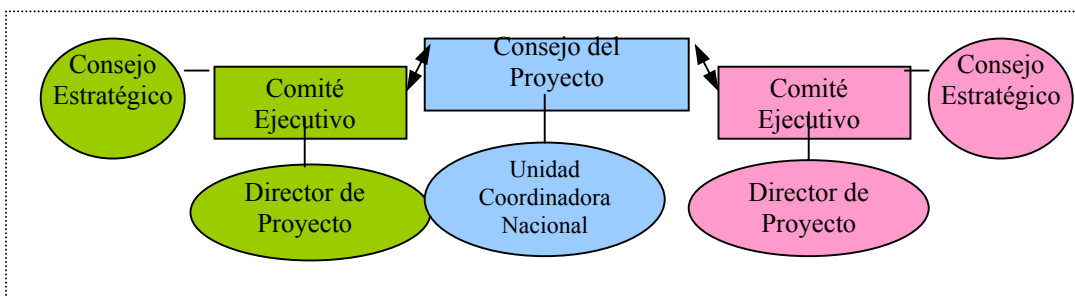 Consejo
Estratégico
Comité
Ejecutivo
Director de
Proyecto
Consejo del
Proyecto
Unidad
Coordinadora
Nacional
Comité
Ejecutivo
Director de
Proyecto
Consejo
Estratégico